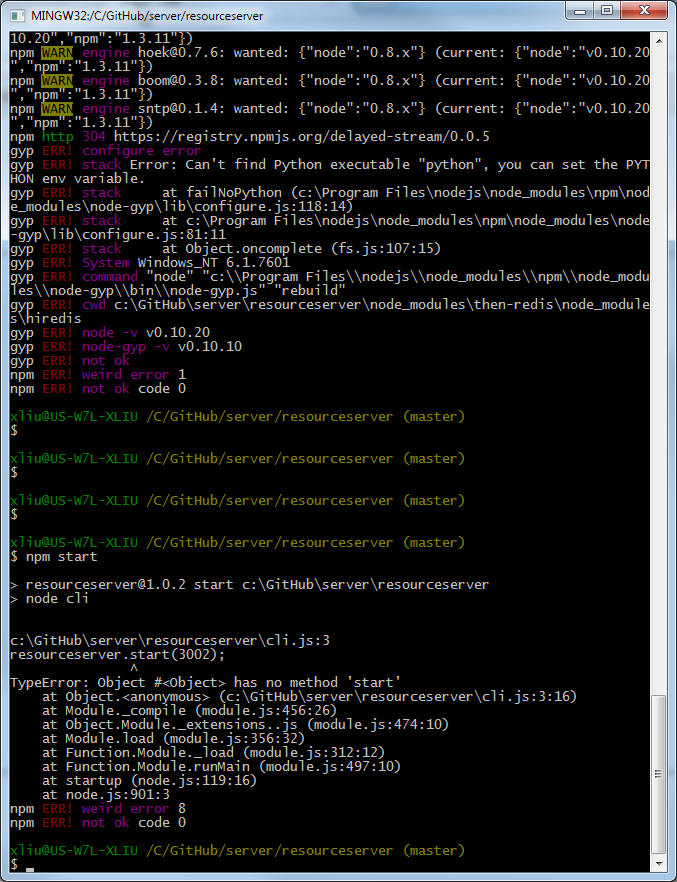 MINGW32:/C/GitHub/server/resourceserver
10.20","npm":"1.3.11"})
npm WARN engine hoek@0.7.6: wanted: {"node":"0.8.x"} (current: {"node":"v0.10.20
","npm":"1.3.11"})
npm WARN engine boom@0.3.8: wanted: {"node":"0.8.x"} (current: {"node":"v0.10.20
","npm":"1.3.11"})
npm WARN engine sntp@0.1.4: wanted: {"node":"0.8.x"} (current: {"node":"v0.10.20
","npm":"1.3.11"})
npm http 304 https://registry.npmjs.org/delayed-stream/0.0.5
gyp ERR! configure error
gyp ERR! stack Error: Can't find Python executable "python", you can set the PYT
HON env variable.
gyp ERR! stack     at failNoPython (c:\Program Files\nodejs\node_modules\npm\nod
e_modules\node-gyp\lib\configure.js:118:14)
gyp ERR! stack     at c:\Program Files\nodejs\node_modules\npm\node_modules\node
-gyp\lib\configure.js:81:11
gyp ERR! stack     at Object.oncomplete (fs.js:107:15)
gyp ERR! System Windows_NT 6.1.7601
gyp ERR! command "node" "c:\\Program Files\\nodejs\\node_modules\\npm\\node_modu
les\\node-gyp\\bin\\node-gyp.js" "rebuild"
gyp ERR! cwd c:\GitHub\server\resourceserver\node_modules\then-redis\node_module
s\hiredis
gyp ERR! node -v v0.10.20
gyp ERR! node-gyp -v v0.10.10
gyp ERR! not ok
npm ERR! weird error 1
npm ERR! not ok code 0
xliu@US-W7L-XLIU /C/GitHub/server/resourceserver (master)
$
xliu@US-W7L-XLIU /C/GitHub/server/resourceserver (master)
$
xliu@US-W7L-XLIU /C/GitHub/server/resourceserver (master)
$
xliu@US-W7L-XLIU /C/GitHub/server/resourceserver (master)
$ npm start
> resourceserver@1.0.2 start c:\GitHub\server\resourceserver
> node cli
c:\GitHub\server\resourceserver\cli.js:3
resourceserver.start(3002);
               ^
TypeError: Object #<Object> has no method 'start'
    at Object.<anonymous> (c:\GitHub\server\resourceserver\cli.js:3:16)
    at Module._compile (module.js:456:26)
    at Object.Module._extensions..js (module.js:474:10)
    at Module.load (module.js:356:32)
    at Function.Module._load (module.js:312:12)
    at Function.Module.runMain (module.js:497:10)
    at startup (node.js:119:16)
    at node.js:901:3
npm ERR! weird error 8
npm ERR! not ok code 0
xliu@US-W7L-XLIU /C/GitHub/server/resourceserver (master)
$